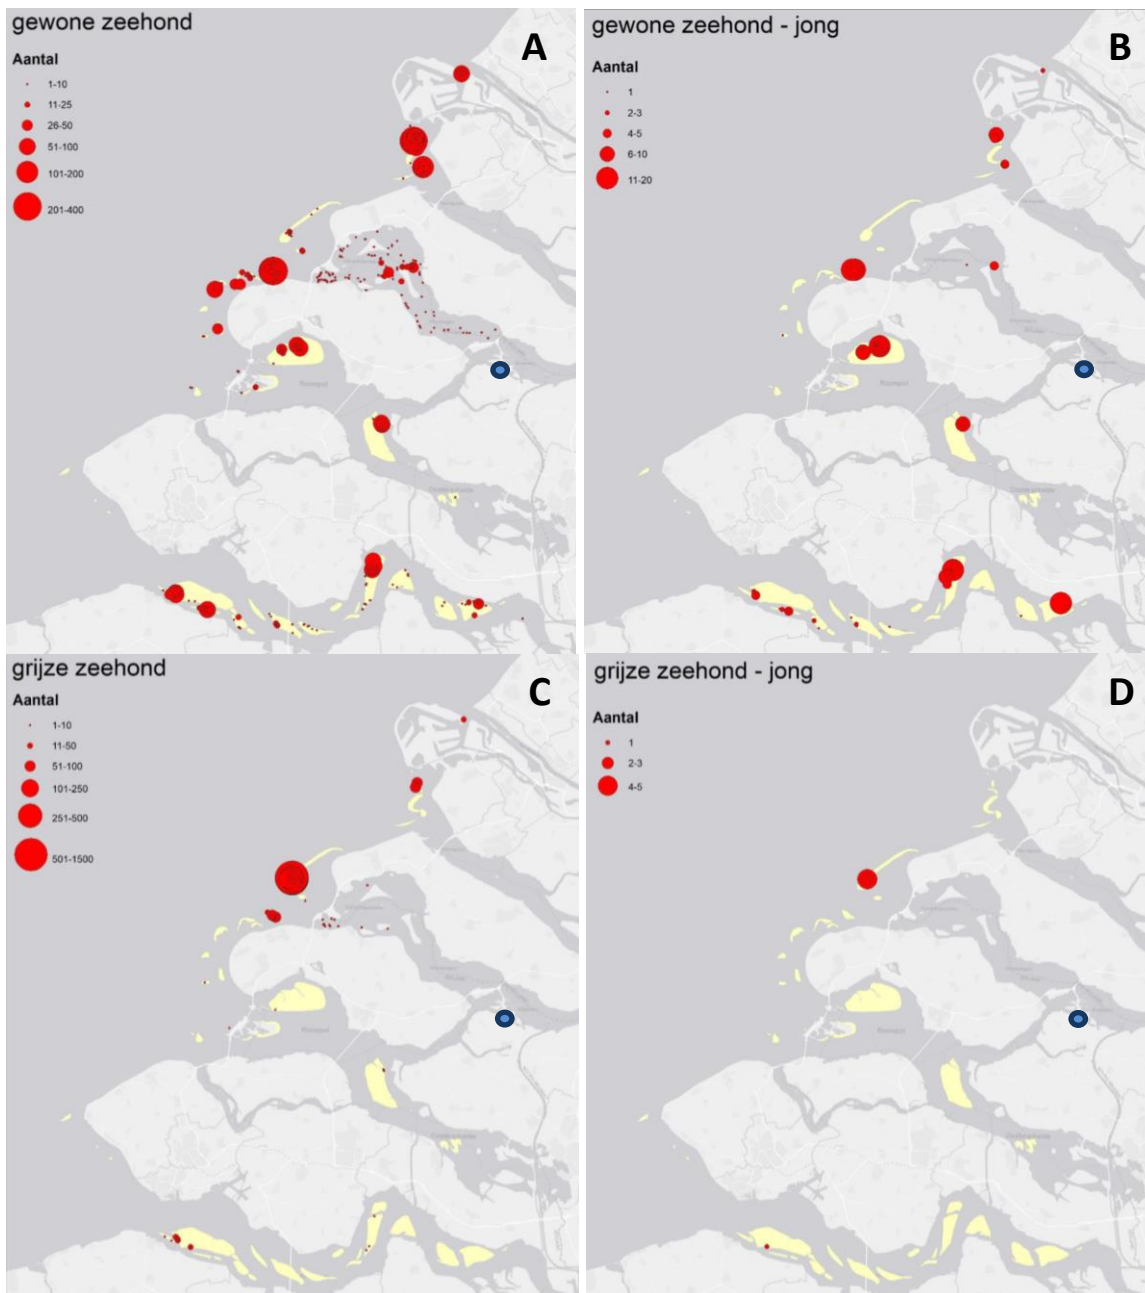 gewone zeehond
A
Aantal
1-10
11-25
26-50
51-100
101-200
201-400
gewone zeehond - jong
B
Aantal
1
2-3
4-5
6-10
11-20
grijze zeehond
C
Aantal
1-10
11-50
51-100
101-250
251-500
501-1500
grijze zeehond - jong
D
Aantal
1
2-3
4-5